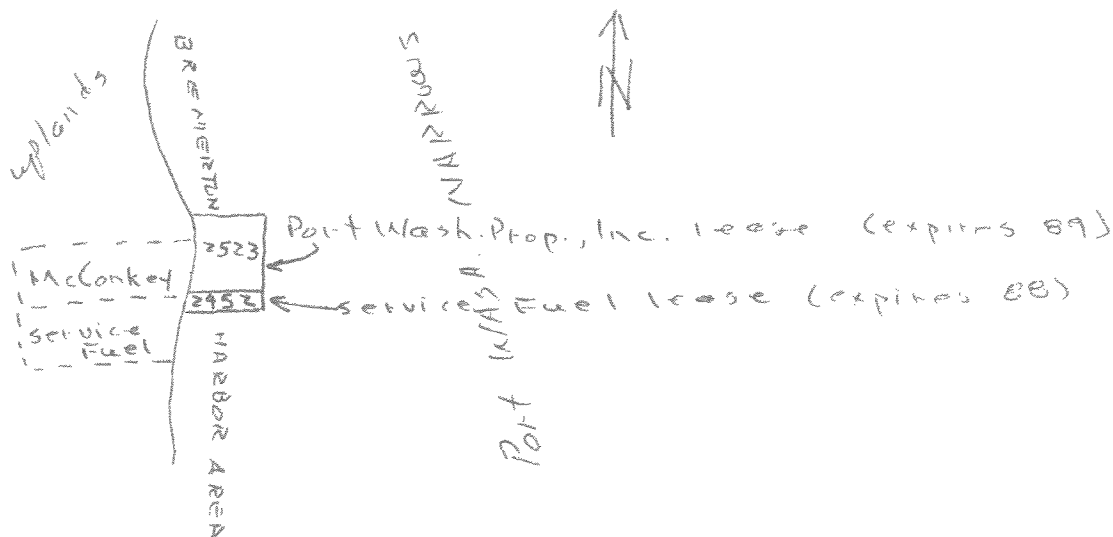 uplands
BREMERTON
HARBOR AREA
N
Port Wash. NARROWS
2523
Port Wash. Prop., Inc. lease (expires 89)
McConkey
2952
Service Fuel lease (expires 88)
Service
Fuel